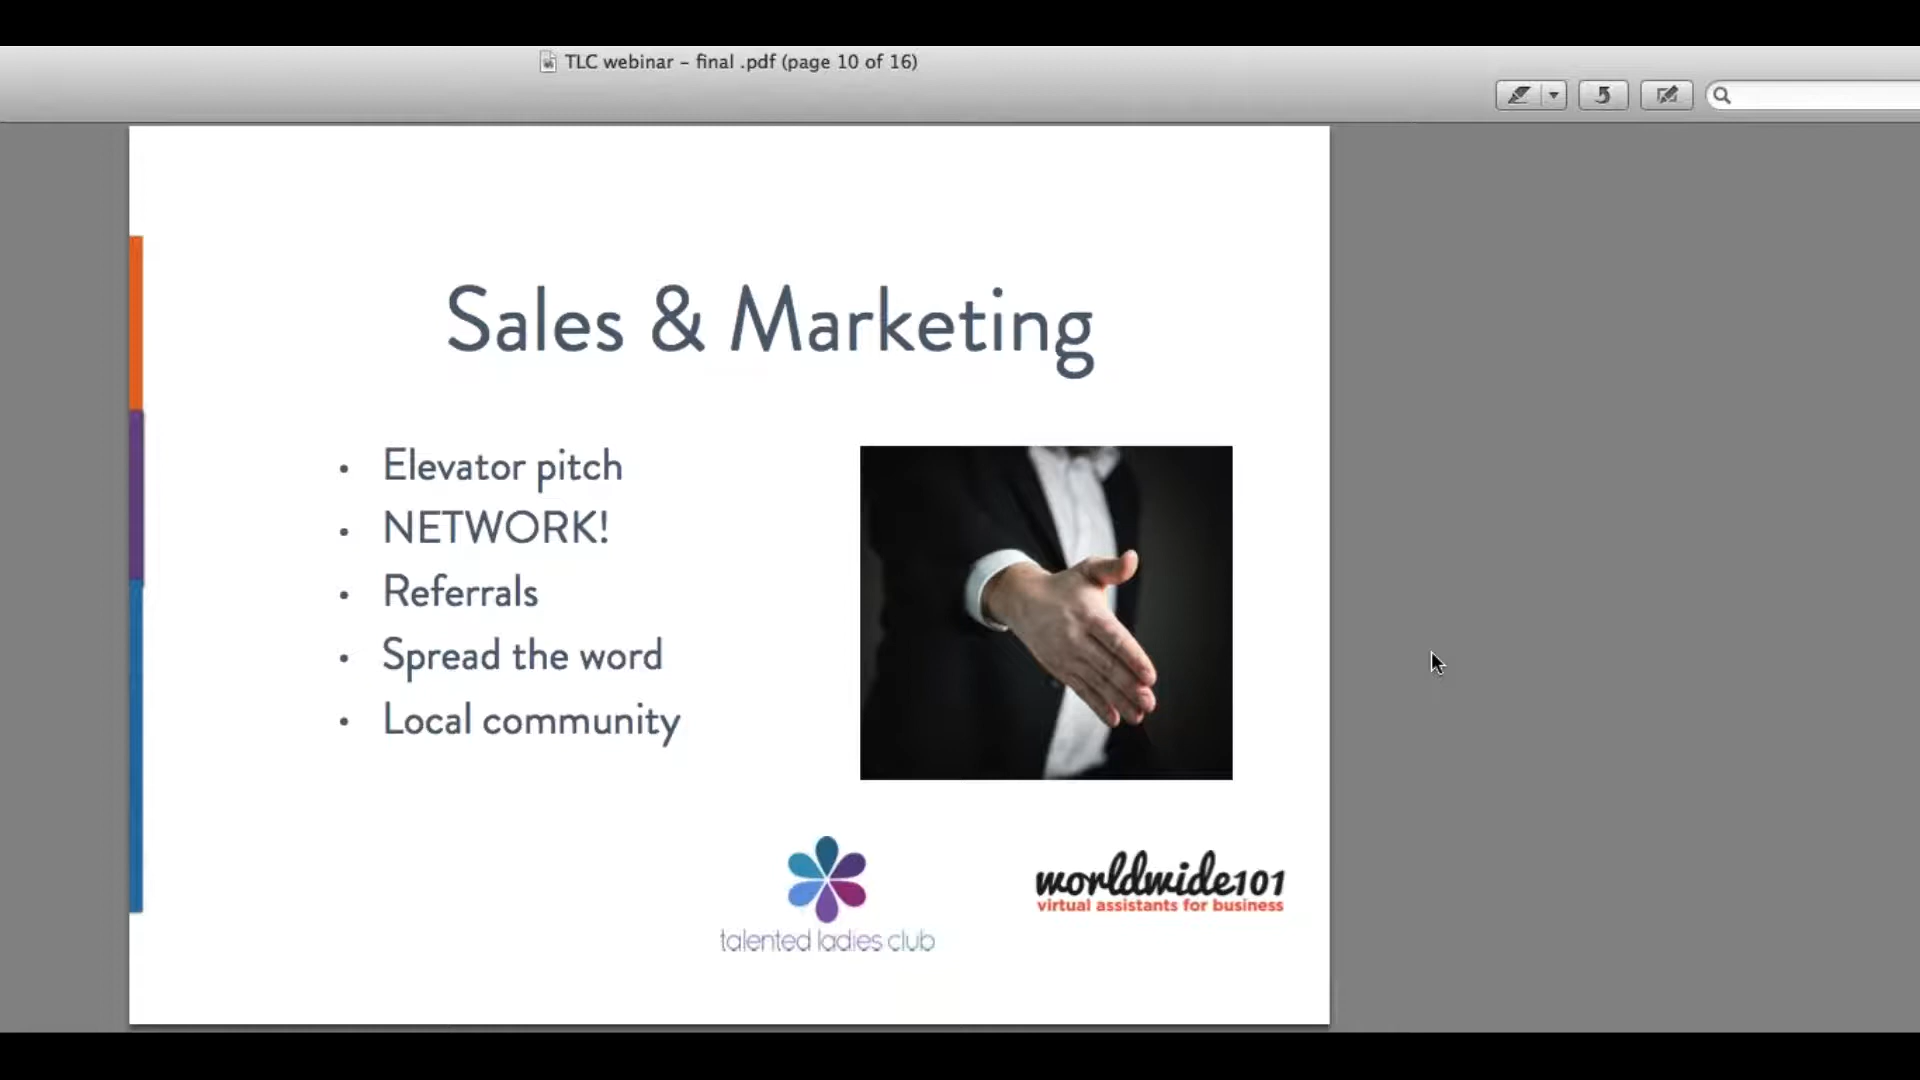 TLC webinar – final .pdf (page 10 of 16)
Sales & Marketing
• Elevator pitch
• NETWORK!
• Referrals
• Spread the word
• Local community
talented ladies club
worldwide101
virtual assistants for business